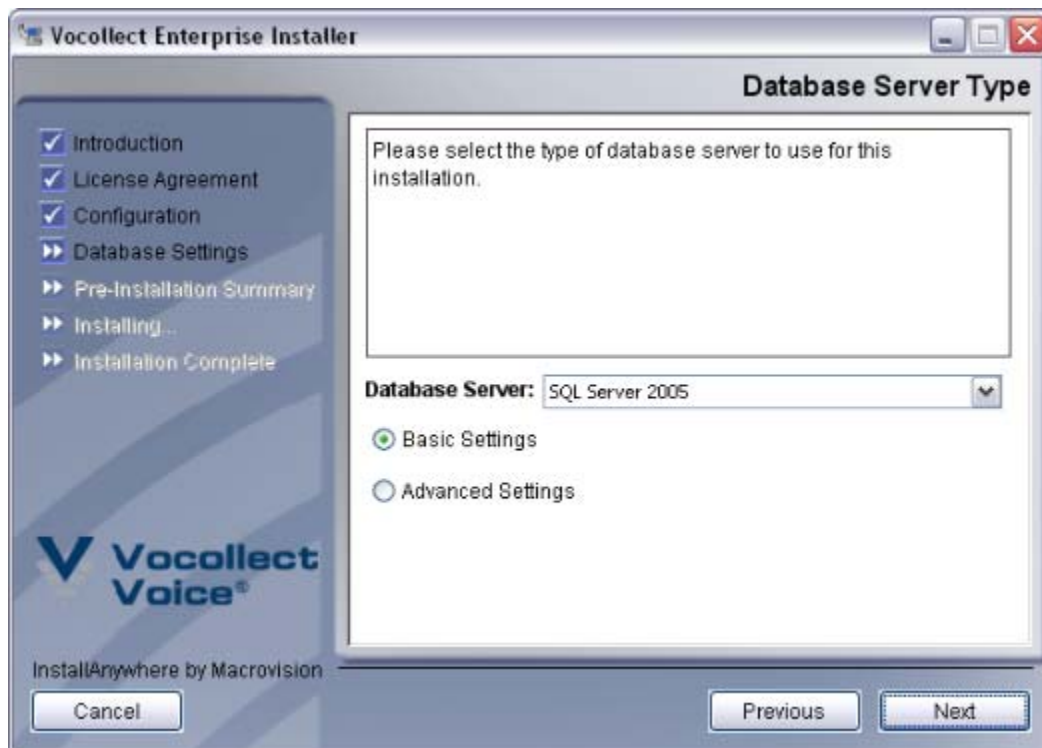 Vocollect Enterprise Installer
Database Server Type
Introduction
License Agreement
Configuration
Database Settings
Pre-Installation Summary
Installing...
Installation Complete
Please select the type of database server to use for this
installation.
Database Server: SQL Server 2005
Basic Settings
Advanced Settings
Vocollect
Voice®
InstallAnywhere by Macrovision
Cancel
Previous
Next